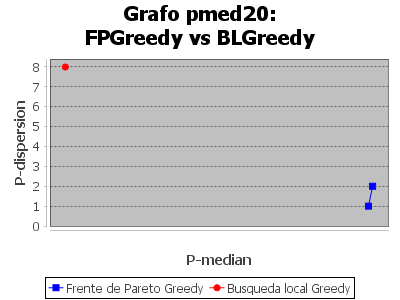 Grafo pmed20:
FPGreedy vs BLGreedy
P-dispersion
8
7
6
5
4
3
2
1
0
P-median
Frente de Pareto Greedy
Busqueda local Greedy